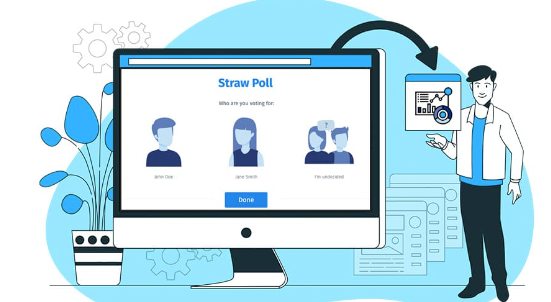 Straw Poll
Who are you voting for:
John Doe
Jane Smith
I'm undecided
Done